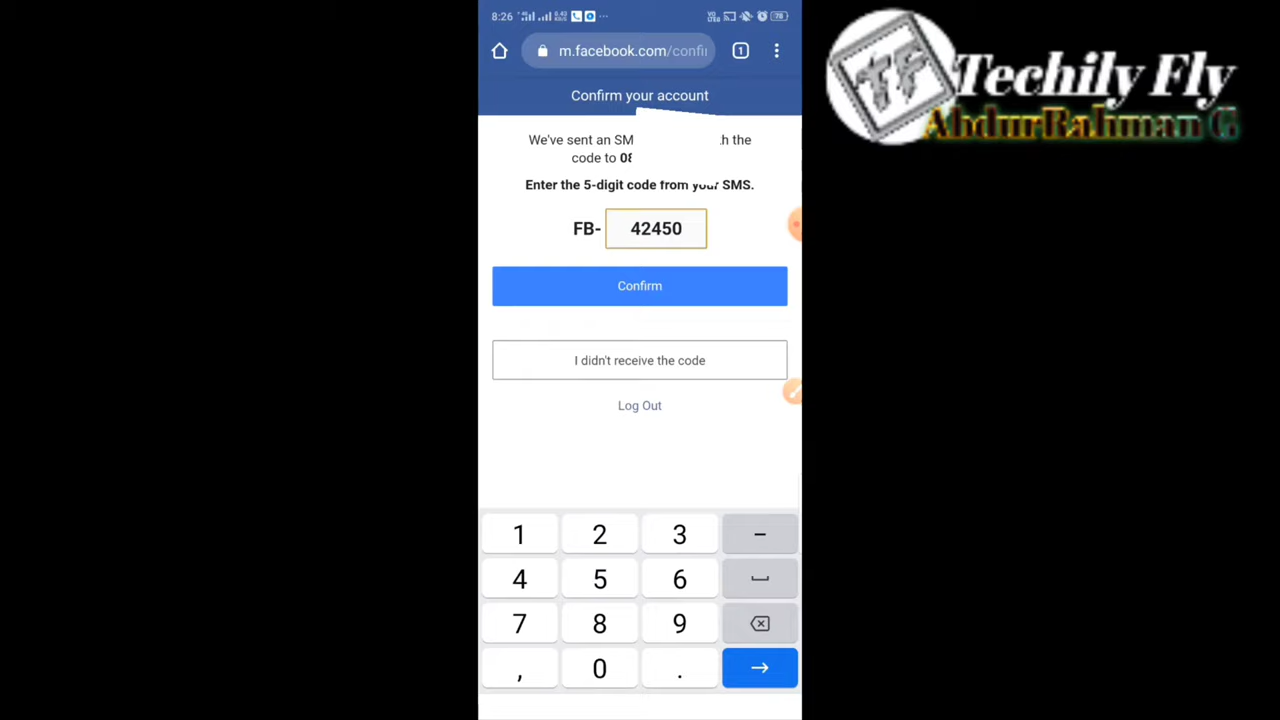 8:26
78
m.facebook.com/confi
1
Techily Fly
AbdurRahman G
Confirm your account
We've sent an SM h the
code to 08
Enter the 5-digit code from your SMS.
FB- 42450
Confirm
I didn't receive the code
Log Out
1 2 3 –
4 5 6
7 8 9
, 0 .